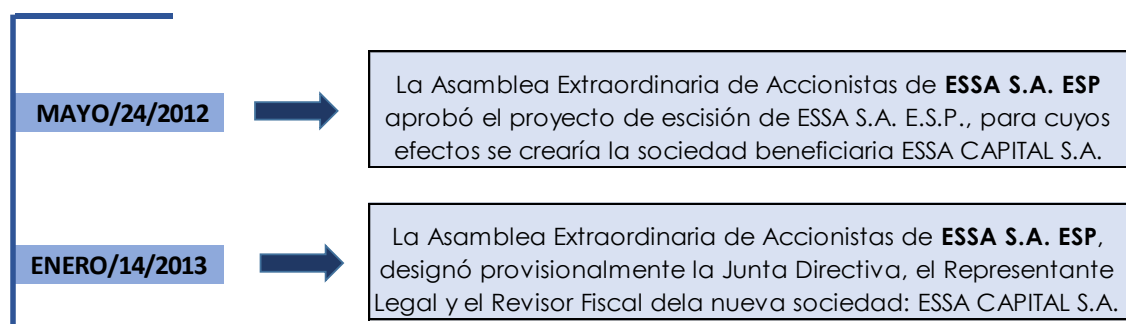 MAYO/24/2012
La Asamblea Extraordinaria de Accionistas de ESSA S.A. ESP
aprobó el proyecto de escisión de ESSA S.A. E.S.P., para cuyos
efectos se crearía la sociedad beneficiaria ESSA CAPITAL S.A.
ENERO/14/2013
La Asamblea Extraordinaria de Accionistas de ESSA S.A. ESP,
designó provisionalmente la Junta Directiva, el Representante
Legal y el Revisor Fiscal dela nueva sociedad: ESSA CAPITAL S.A.